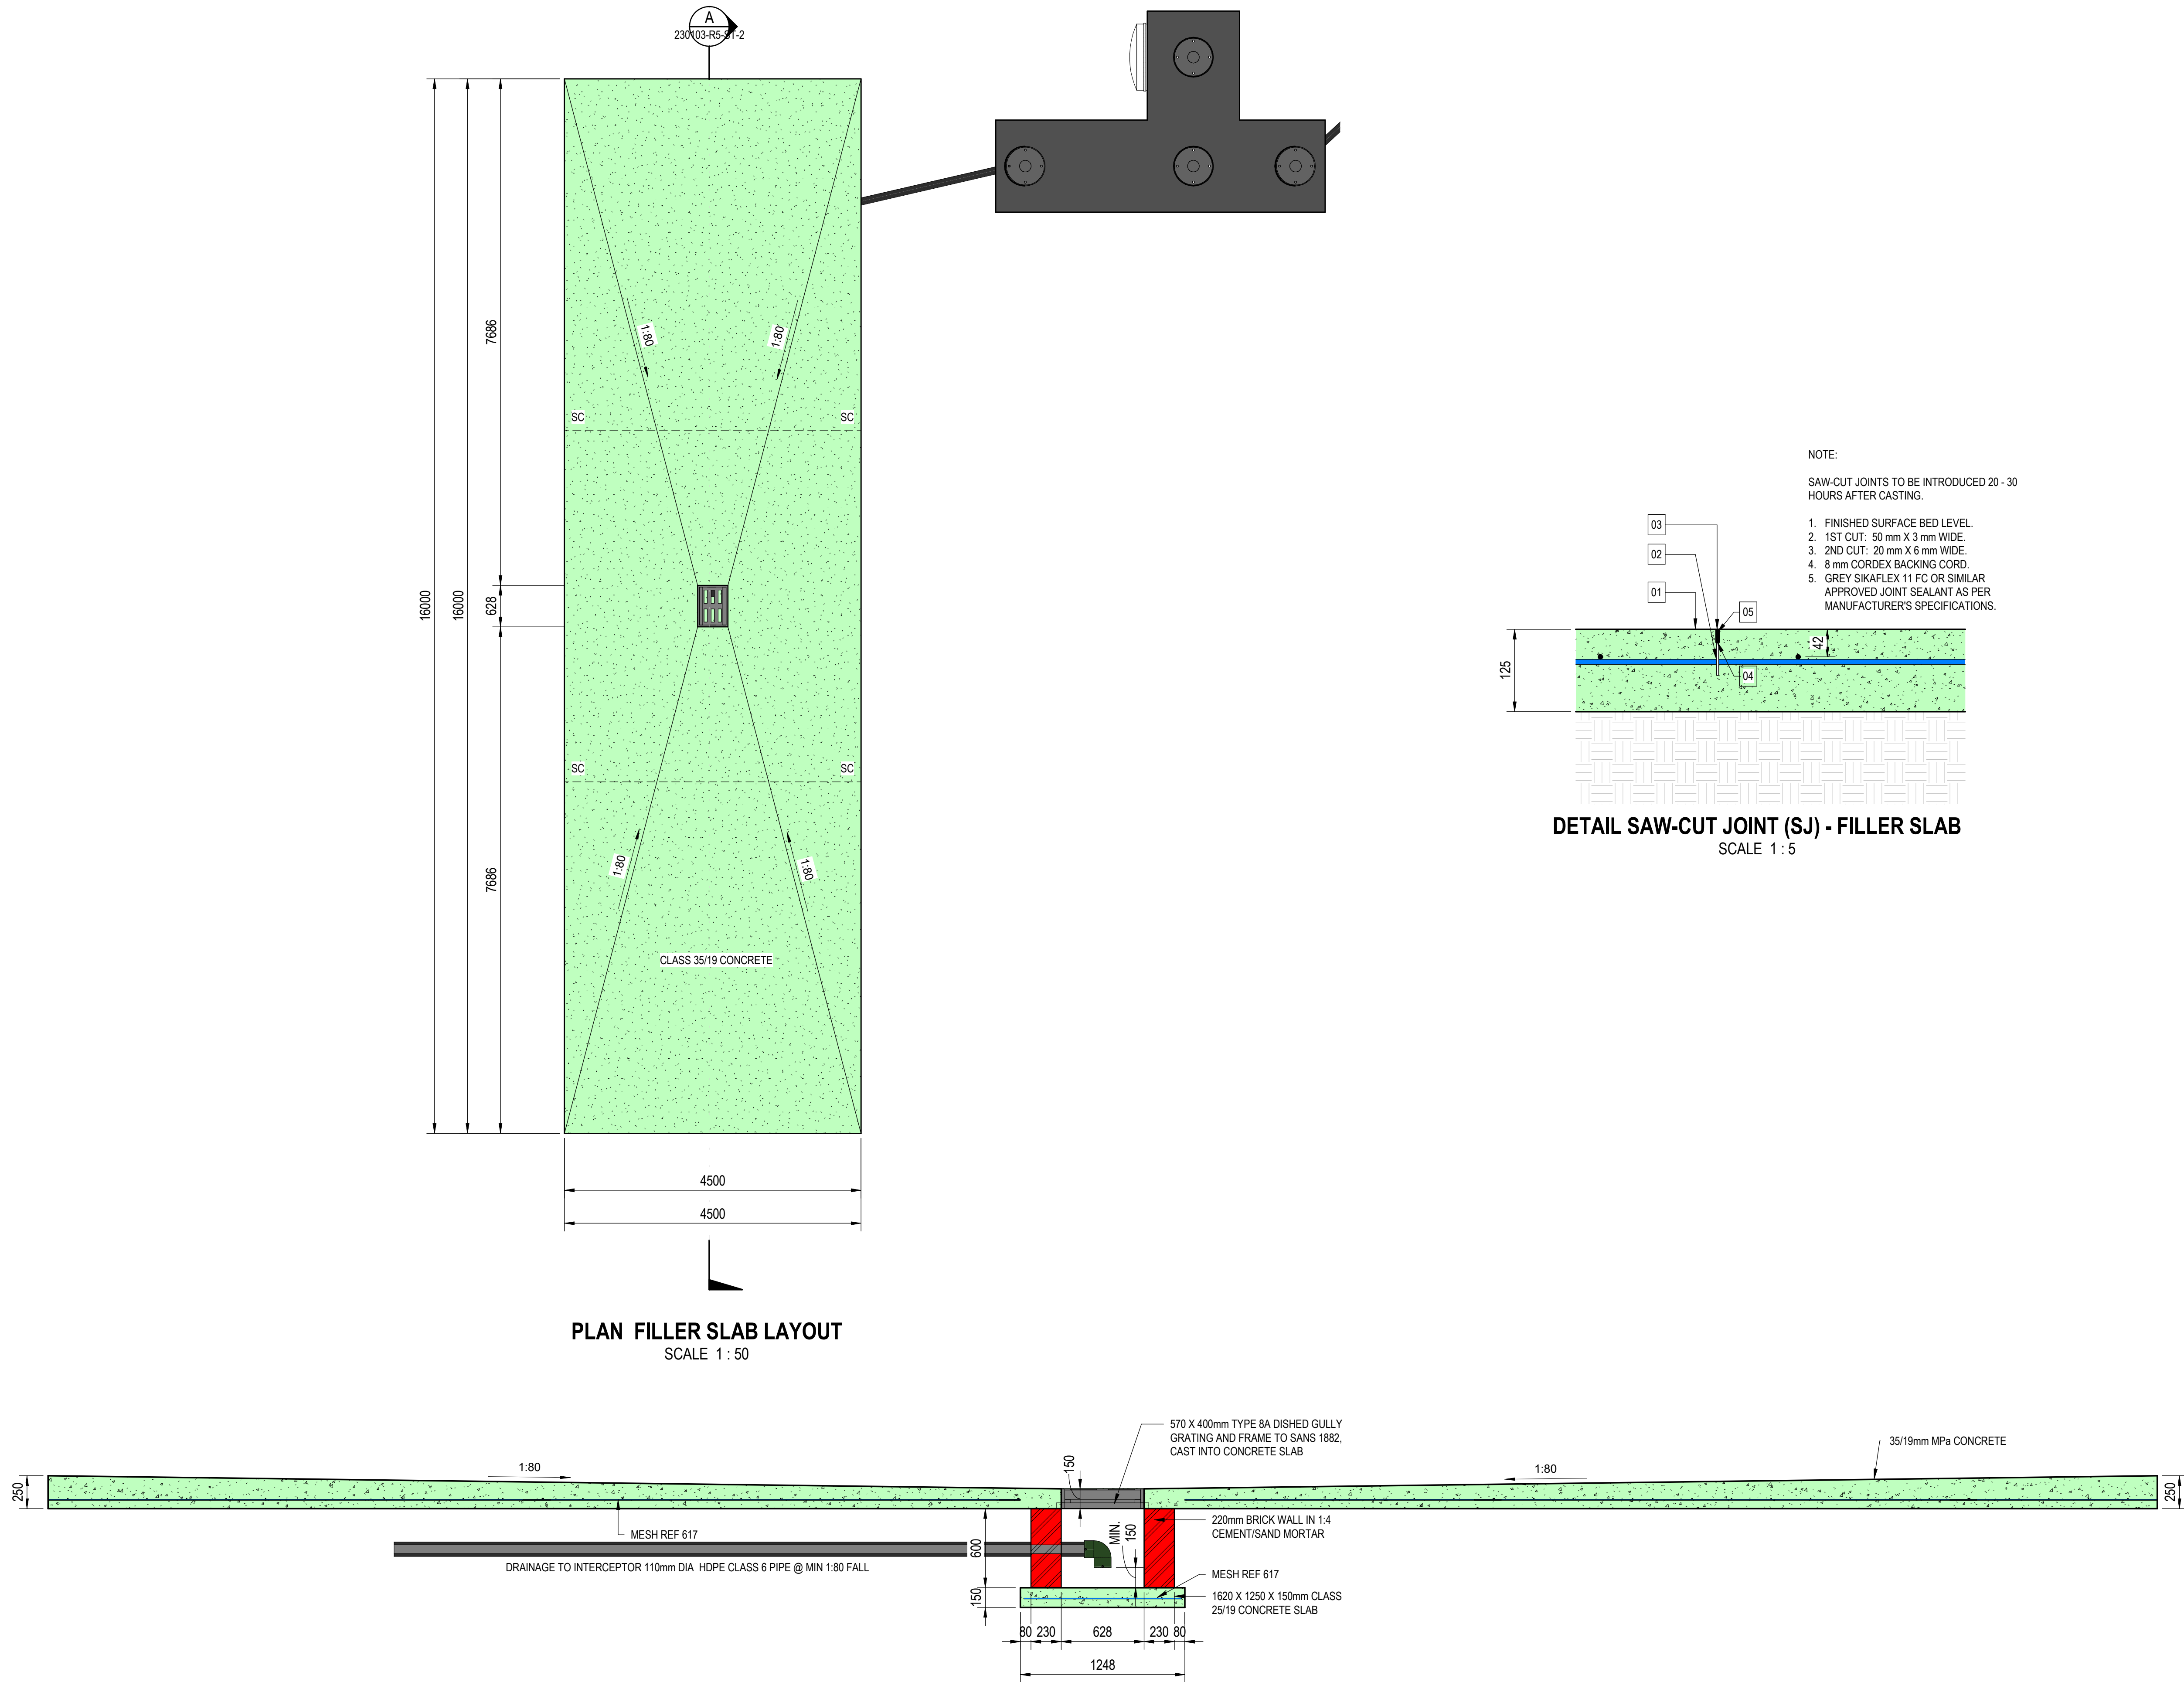 A
230103-R5-ST-2
16000
16000
7686
628
7686
1:80
1:80
SC
SC
SC
SC
1:80
1:80
CLASS 35/19 CONCRETE
4500
4500
PLAN FILLER SLAB LAYOUT
SCALE 1 : 50
NOTE:
SAW-CUT JOINTS TO BE INTRODUCED 20 - 30
HOURS AFTER CASTING.
1. FINISHED SURFACE BED LEVEL.
2. 1ST CUT: 50 mm X 3 mm WIDE.
3. 2ND CUT: 20 mm X 6 mm WIDE.
4. 8 mm CORDEX BACKING CORD.
5. GREY SIKAFLEX 11 FC OR SIMILAR
APPROVED JOINT SEALANT AS PER
MANUFACTURER'S SPECIFICATIONS.
03
02
01
05
04
42
125
DETAIL SAW-CUT JOINT (SJ) - FILLER SLAB
SCALE 1 : 5
570 X 400mm TYPE 8A DISHED GULLY
GRATING AND FRAME TO SANS 1882,
CAST INTO CONCRETE SLAB
35/19mm MPa CONCRETE
250
1:80
150
1:80
250
MESH REF 617
220mm BRICK WALL IN 1:4
CEMENT/SAND MORTAR
600
MIN.
150
DRAINAGE TO INTERCEPTOR 110mm DIA HDPE CLASS 6 PIPE @ MIN 1:80 FALL
MESH REF 617
150
1620 X 1250 X 150mm CLASS
25/19 CONCRETE SLAB
80 230 628 230 80
1248